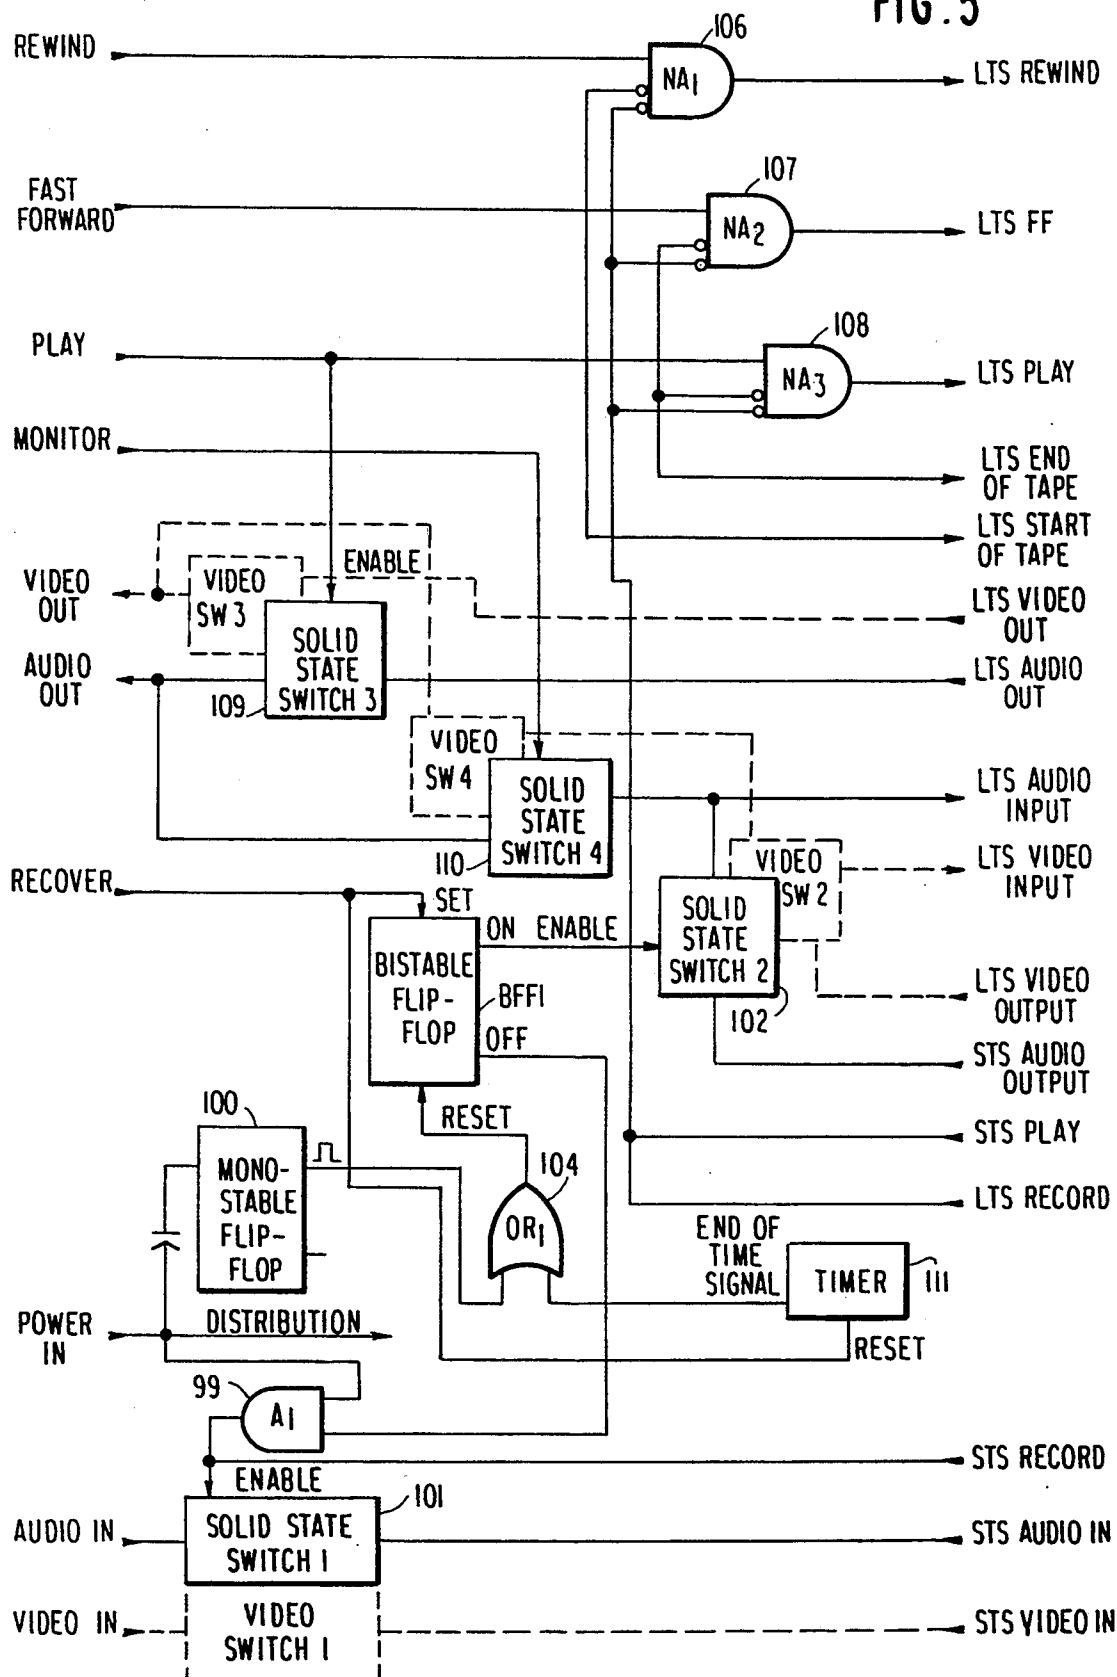 FIG. 5
REWIND
106
NA1
LTS REWIND
FAST
FORWARD
107
NA2
LTS FF
PLAY
108
NA3
LTS PLAY
MONITOR
LTS END
OF TAPE
LTS START
OF TAPE
VIDEO
OUT
VIDEO
SW 3
ENABLE
LTS VIDEO
OUT
AUDIO
OUT
SOLID
STATE
SWITCH 3
109
LTS AUDIO
OUT
VIDEO
SW 4
SOLID
STATE
SWITCH 4
110
LTS AUDIO
INPUT
VIDEO
SW 2
LTS VIDEO
INPUT
RECOVER
SET
ON ENABLE
SOLID
STATE
SWITCH 2
102
BISTABLE
FLIP-
FLOP
BFF1
OFF
LTS VIDEO
OUTPUT
STS AUDIO
OUTPUT
RESET
100
MONO-
STABLE
FLIP-
FLOP
104
OR1
STS PLAY
LTS RECORD
END OF
TIME
SIGNAL
TIMER
111
RESET
POWER
IN
DISTRIBUTION
99
A1
STS RECORD
ENABLE
101
AUDIO IN
SOLID STATE
SWITCH 1
STS AUDIO IN
VIDEO IN
VIDEO
SWITCH 1
STS VIDEO IN